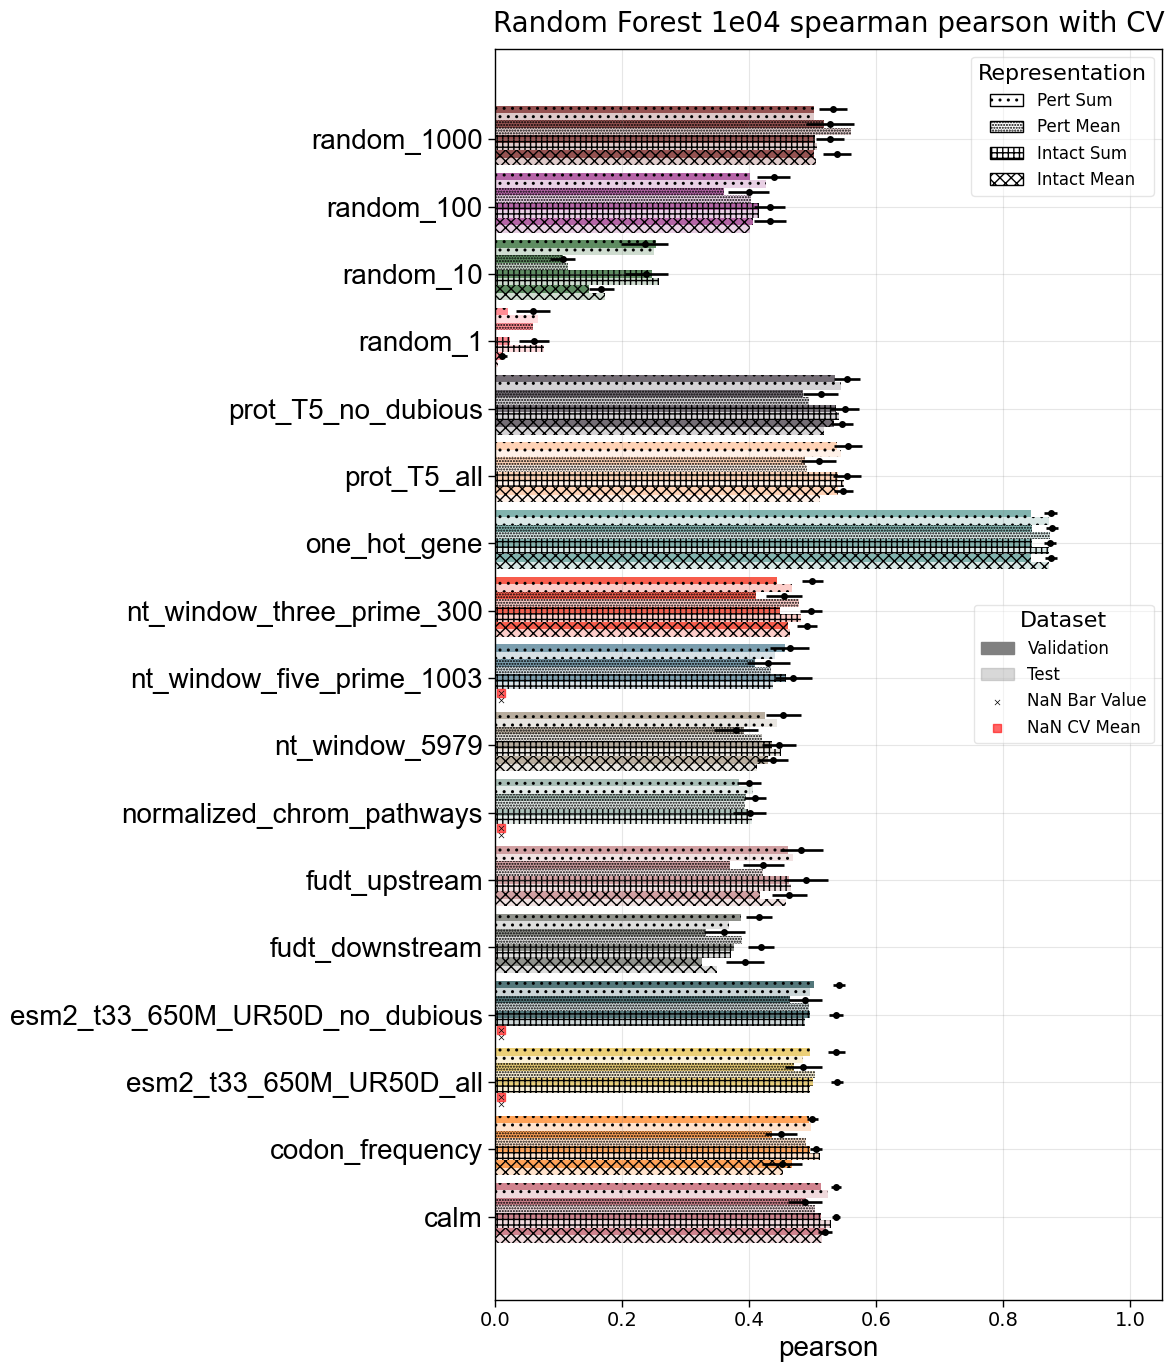 Random Forest 1e04 spearman pearson with CV
Representation
Pert Sum
Pert Mean
Intact Sum
Intact Mean
random_1000
random_100
random_10
random_1
prot_T5_no_dubious
prot_T5_all
one_hot_gene
nt_window_three_prime_300
nt_window_five_prime_1003
nt_window_5979
normalized_chrom_pathways
fudt_upstream
fudt_downstream
esm2_t33_650M_UR50D_no_dubious
esm2_t33_650M_UR50D_all
codon_frequency
calm
Dataset
Validation
Test
NaN Bar Value
NaN CV Mean
0.0 0.2 0.4 0.6 0.8 1.0
pearson